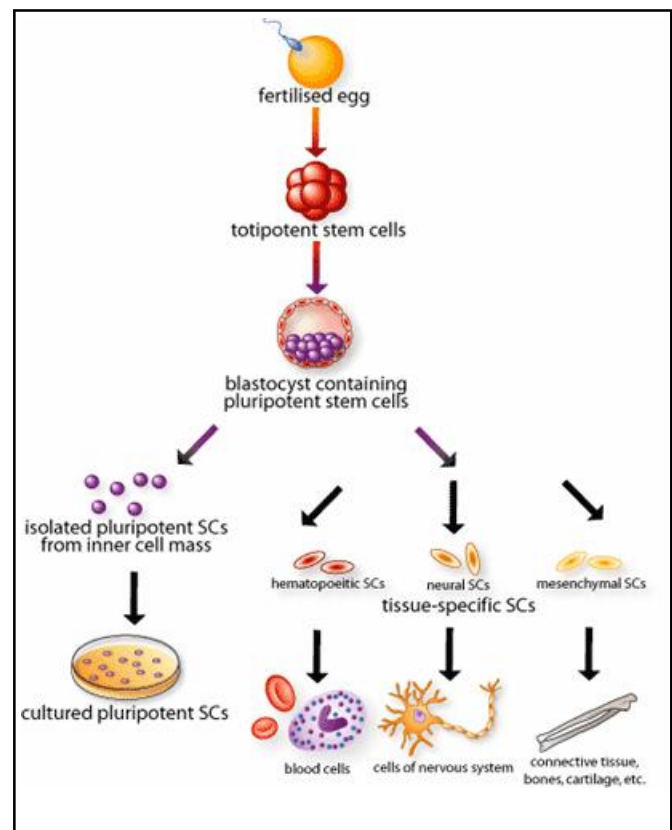 fertilised egg
totipotent stem cells
blastocyst containing
pluripotent stem cells
isolated pluripotent SCs
from inner cell mass
hematopoeitic SCs
neural SCs
mesenchymal SCs
tissue-specific SCs
cultured pluripotent SCs
blood cells
cells of nervous system
connective tissue,
bones, cartilage, etc.